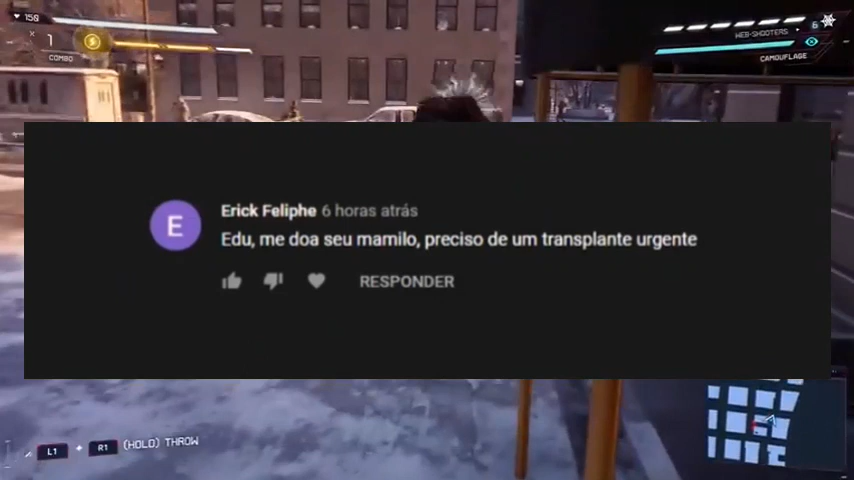 150
1
COMBO
6
WEB-SHOOTERS
CAMOUFLAGE
E
Erick Feliphe 6 horas atrás
Edu, me doa seu mamilo, preciso de um transplante urgente
RESPONDER
L1 + R1 (HOLD) THROW